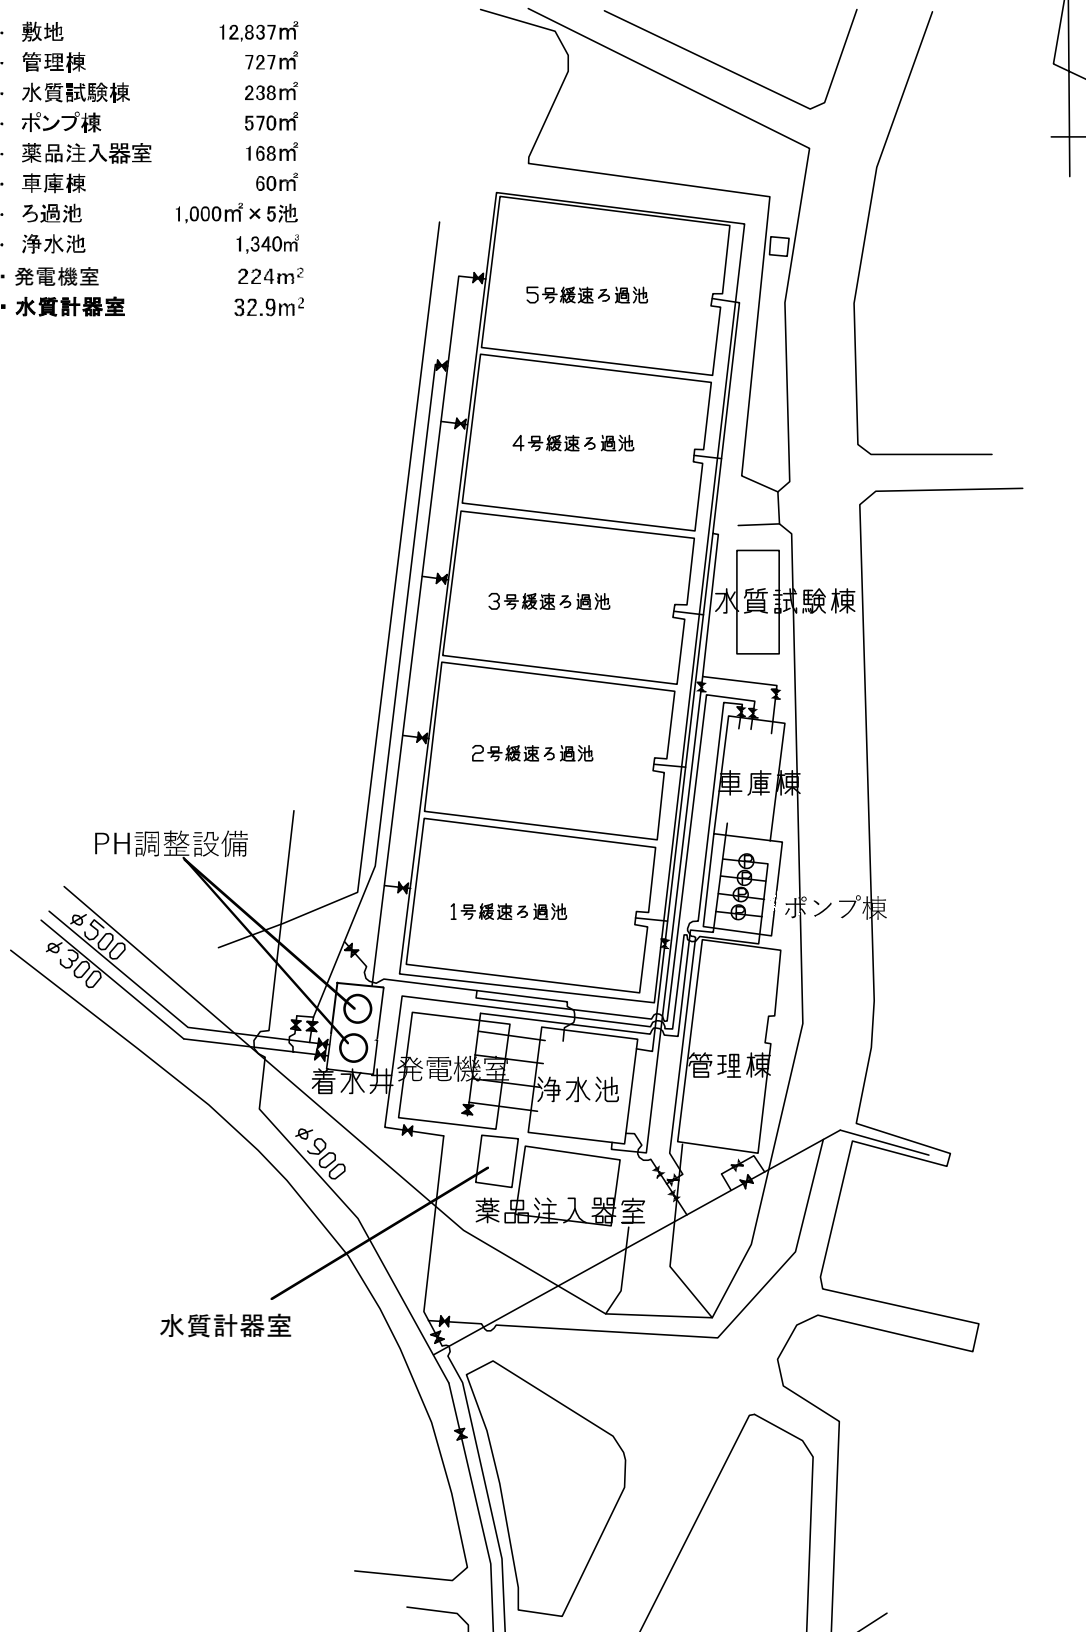 ・ 敷地 12,837㎡
・ 管理棟 727㎡
・ 水質試験棟 238㎡
・ ポンプ棟 570㎡
・ 薬品注入器室 168㎡
・ 車庫棟 60㎡
・ ろ過池 1,000㎡×5池
・ 浄水池 1,340㎥
・発電機室 224m²
・水質計器室 32.9m²
5号緩速ろ過池
4号緩速ろ過池
3号緩速ろ過池
水質試験棟
2号緩速ろ過池
車庫棟
PH調整設備
P
P
P
P
1号緩速ろ過池
ポンプ棟
φ500
φ300
着水井
発電機室
浄水池
管理棟
φ900
薬品注入器室
水質計器室